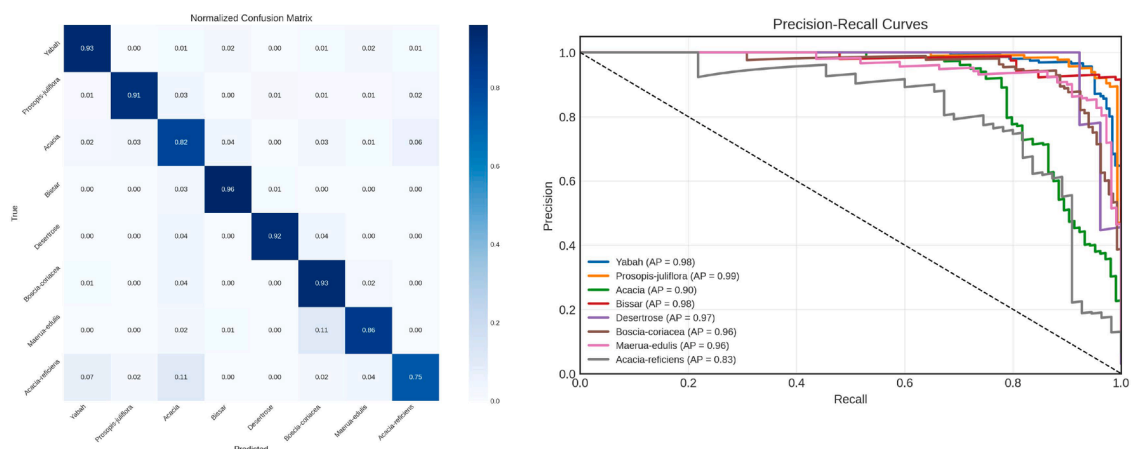 Normalized Confusion Matrix
Yabah 0.93 0.00 0.01 0.02 0.00 0.01 0.02 0.01
Prosopis-juliflora 0.01 0.91 0.03 0.00 0.01 0.01 0.01 0.02
Acacia 0.02 0.03 0.82 0.04 0.00 0.03 0.01 0.06
Bissar 0.00 0.00 0.03 0.96 0.01 0.00 0.00 0.00
Desertrose 0.00 0.00 0.04 0.00 0.92 0.04 0.00 0.00
Boscia-coriacea 0.01 0.00 0.04 0.00 0.00 0.93 0.02 0.00
Maerua-edulis 0.00 0.00 0.02 0.01 0.00 0.11 0.86 0.00
Acacia-reficiens 0.07 0.02 0.11 0.00 0.00 0.02 0.04 0.75
True
Yabah Prosopis-juliflora Acacia Bissar Desertrose Boscia-coriacea Maerua-edulis Acacia-reficiens
Predicted
0.8
0.6
0.4
0.2
0.0
Precision-Recall Curves
1.0
0.8
0.6
0.4
0.2
0.0
Precision
Yabah (AP = 0.98)
Prosopis-juliflora (AP = 0.99)
Acacia (AP = 0.90)
Bissar (AP = 0.98)
Desertrose (AP = 0.97)
Boscia-coriacea (AP = 0.96)
Maerua-edulis (AP = 0.96)
Acacia-reficiens (AP = 0.83)
0.0 0.2 0.4 0.6 0.8 1.0
Recall